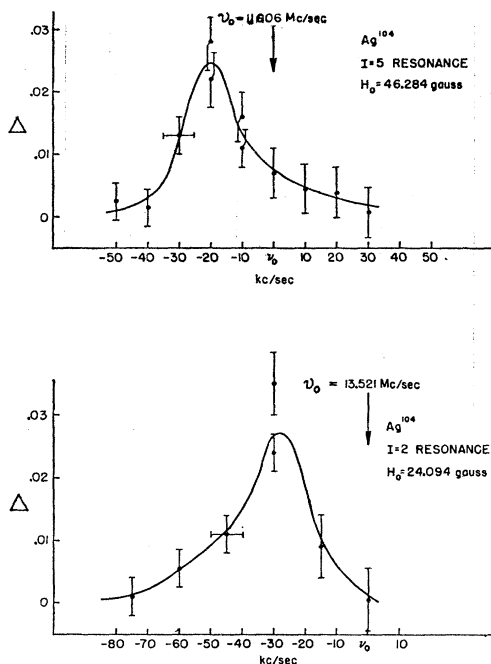 .03
ν₀= Mc/sec
Ag¹⁰⁴
I=5 RESONANCE
H₀=46.284 gauss
.02
Δ
.01
0
-50 -40 -30 -20 -10 ν₀ 10 20 30 40 50
kc/sec
ν₀ = 13.521 Mc/sec
Ag¹⁰⁴
I=2 RESONANCE
H₀=24.094 gauss
.03
.02
Δ
.01
0
-80 -70 -60 -50 -40 -30 -20 -10 ν₀ 10
kc/sec